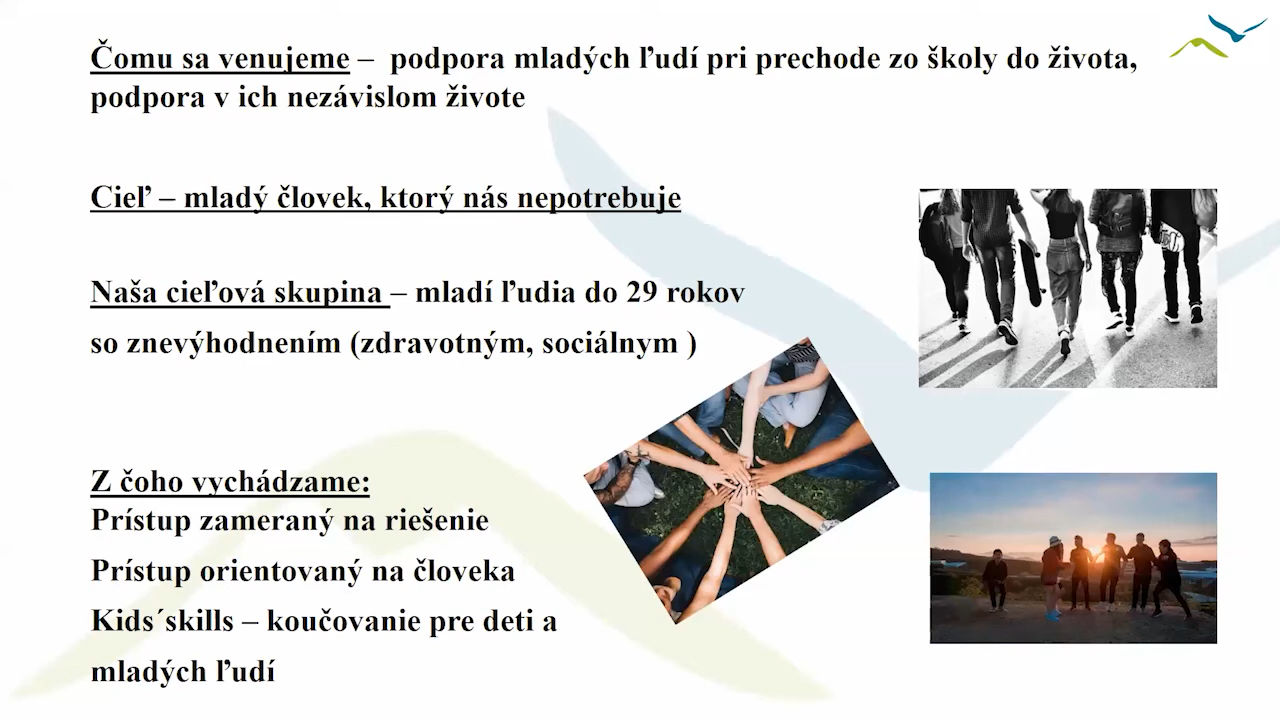 Čomu sa venujeme –  podpora mladých ľudí pri prechode zo školy do života,
podpora v ich nezávislom živote
Cieľ – mladý človek, ktorý nás nepotrebuje
Naša cieľová skupina – mladí ľudia do 29 rokov
so znevýhodnením (zdravotným, sociálnym )
Z čoho vychádzame:
Prístup zameraný na riešenie
Prístup orientovaný na človeka
Kids´skills – koučovanie pre deti a
mladých ľudí